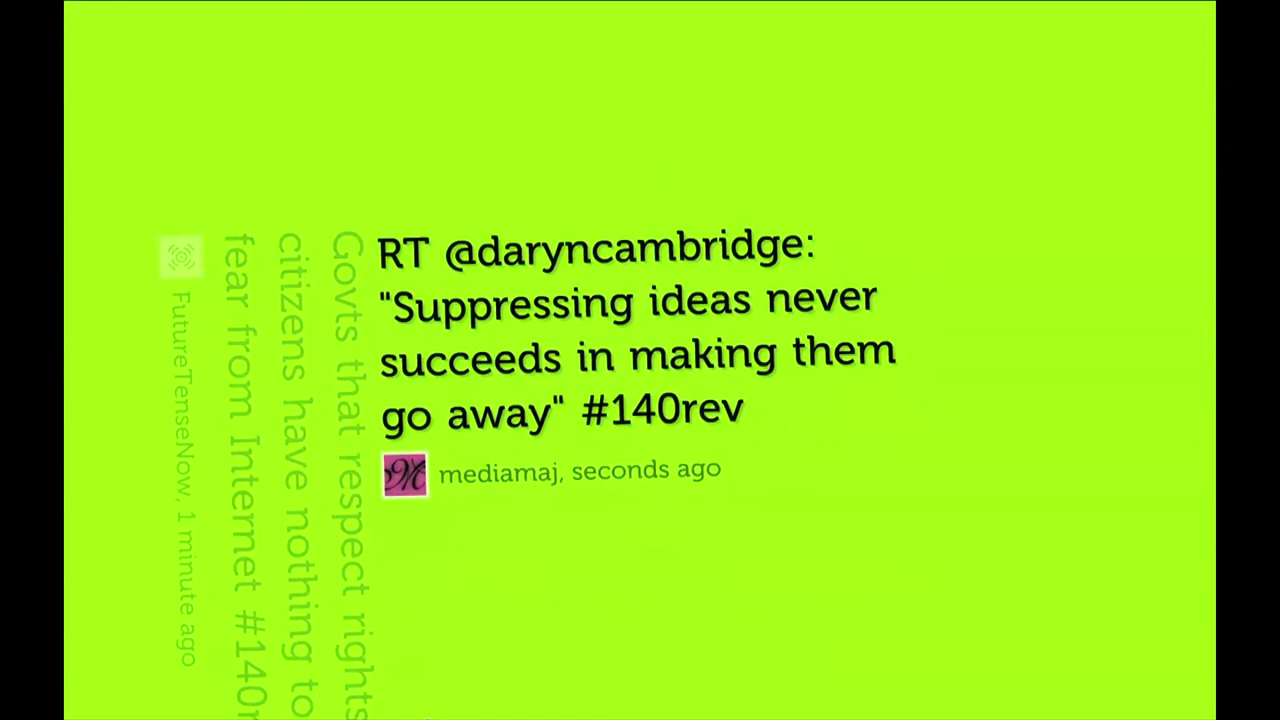 RT @daryncambridge:
"Suppressing ideas never
succeeds in making them
go away" #140rev
mediamaj, seconds ago
Govts that respect rights
citizens have nothing to
fear from Internet #140r
FutureTenseNow, 1 minute ago